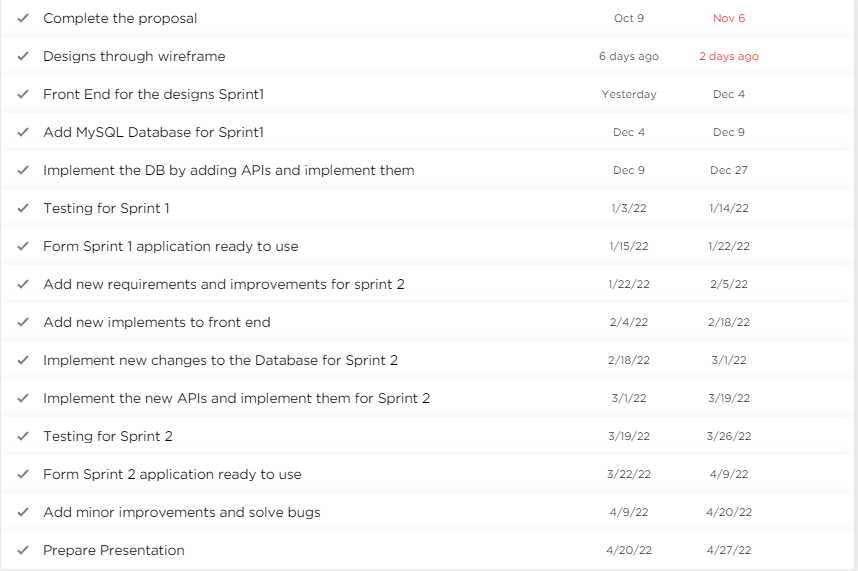 Complete the proposal Oct 9 Nov 6
Designs through wireframe 6 days ago 2 days ago
Front End for the designs Sprint1 Yesterday Dec 4
Add MySQL Database for Sprint1 Dec 4 Dec 9
Implement the DB by adding APIs and implement them Dec 9 Dec 27
Testing for Sprint 1 1/3/22 1/14/22
Form Sprint 1 application ready to use 1/15/22 1/22/22
Add new requirements and improvements for sprint 2 1/22/22 2/5/22
Add new implements to front end 2/4/22 2/18/22
Implement new changes to the Database for Sprint 2 2/18/22 3/1/22
Implement the new APIs and implement them for Sprint 2 3/1/22 3/19/22
Testing for Sprint 2 3/19/22 3/26/22
Form Sprint 2 application ready to use 3/22/22 4/9/22
Add minor improvements and solve bugs 4/9/22 4/20/22
Prepare Presentation 4/20/22 4/27/22